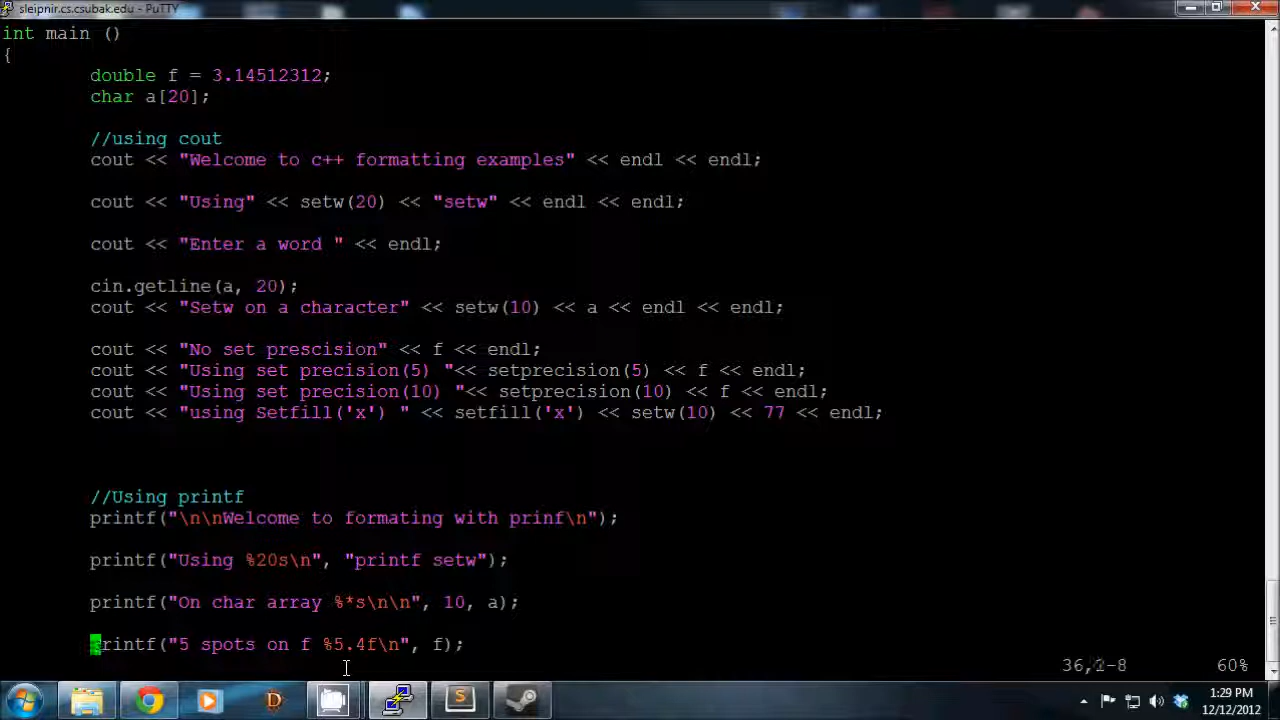 sleipnir.cs.csubak.edu - PuTTY
int main ()
{
double f = 3.14512312;
char a[20];
//using cout
cout << "Welcome to c++ formatting examples" << endl << endl;
cout << "Using" << setw(20) << "setw" << endl << endl;
cout << "Enter a word " << endl;
cin.getline(a, 20);
cout << "Setw on a character" << setw(10) << a << endl << endl;
cout << "No set prescision" << f << endl;
cout << "Using set precision(5) "<< setprecision(5) << f << endl;
cout << "Using set precision(10) "<< setprecision(10) << f << endl;
cout << "using Setfill('x') " << setfill('x') << setw(10) << 77 << endl;
//Using printf
printf("\n\nWelcome to formating with prinf\n");
printf("Using %20s\n", "printf setw");
printf("On char array %*s\n\n", 10, a);
printf("5 spots on f %5.4f\n", f);
60%
1:29 PM
12/12/2012